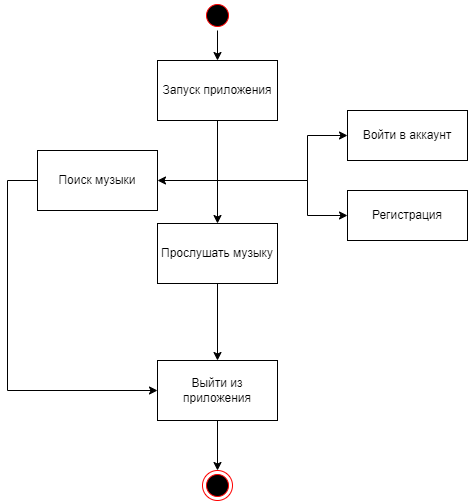 Запуск приложения
Войти в аккаунт
Поиск музыки
Регистрация
Прослушать музыку
Выйти из
приложения